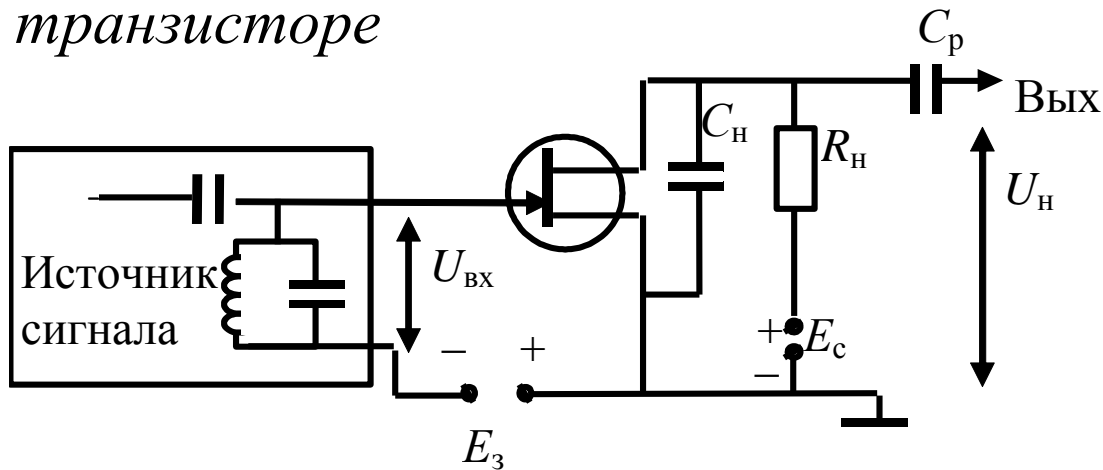 транзисторе
Cр
Вых
Cн
Rн
Uн
Uвх
Источник
сигнала
– +
+
Eс
–
Eз